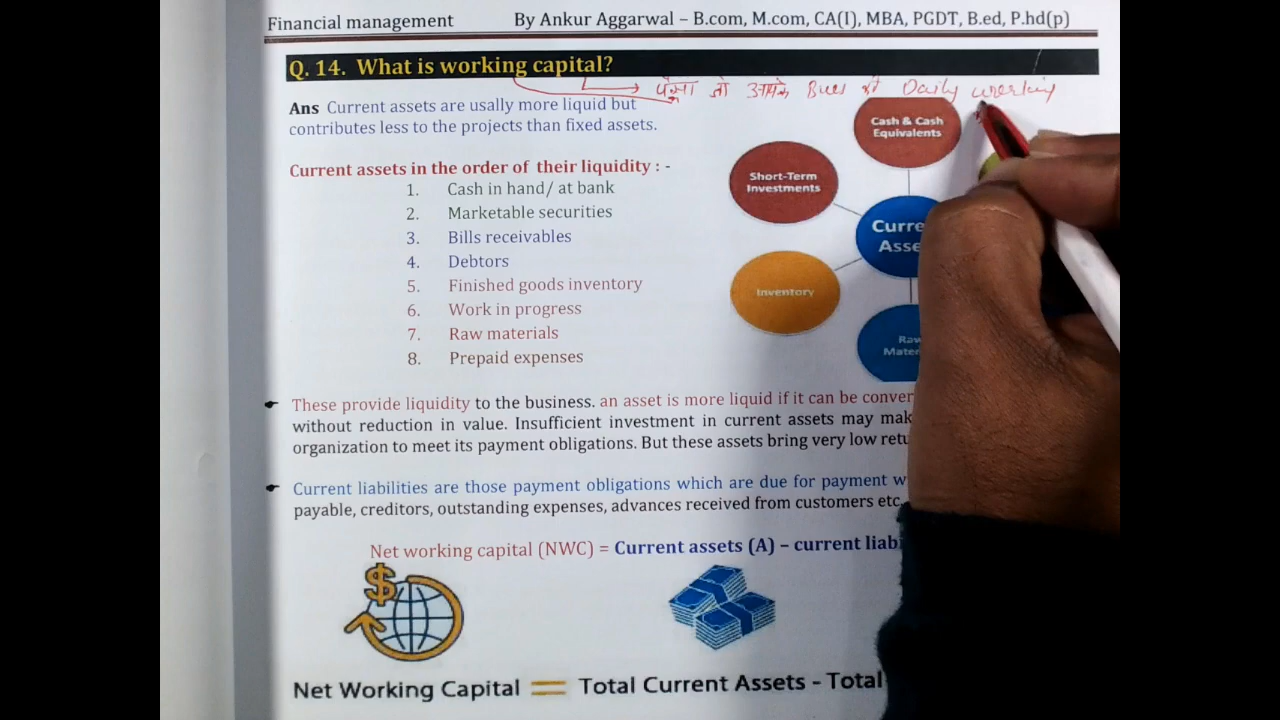 Financial management By Ankur Aggarwal – B.com, M.com, CA(I), MBA, PGDT, B.ed, P.hd(p)
Q. 14. What is working capital?
पैसा जो आपके Daily working
Ans Current assets are usally more liquid but
contributes less to the projects than fixed assets.
Current assets in the order of their liquidity : -
1. Cash in hand/ at bank
2. Marketable securities
3. Bills receivables
4. Debtors
5. Finished goods inventory
6. Work in progress
7. Raw materials
8. Prepaid expenses
Cash & Cash
Equivalents
Short-Term
Investments
Curre
Asse
Inventory
Raw
Mater
These provide liquidity to the business. an asset is more liquid if it can be conver
without reduction in value. Insufficient investment in current assets may mak
organization to meet its payment obligations. But these assets bring very low retu
Current liabilities are those payment obligations which are due for payment w
payable, creditors, outstanding expenses, advances received from customers etc.
Net working capital (NWC) = Current assets (A) – current liabi
$
Net Working Capital = Total Current Assets - Total